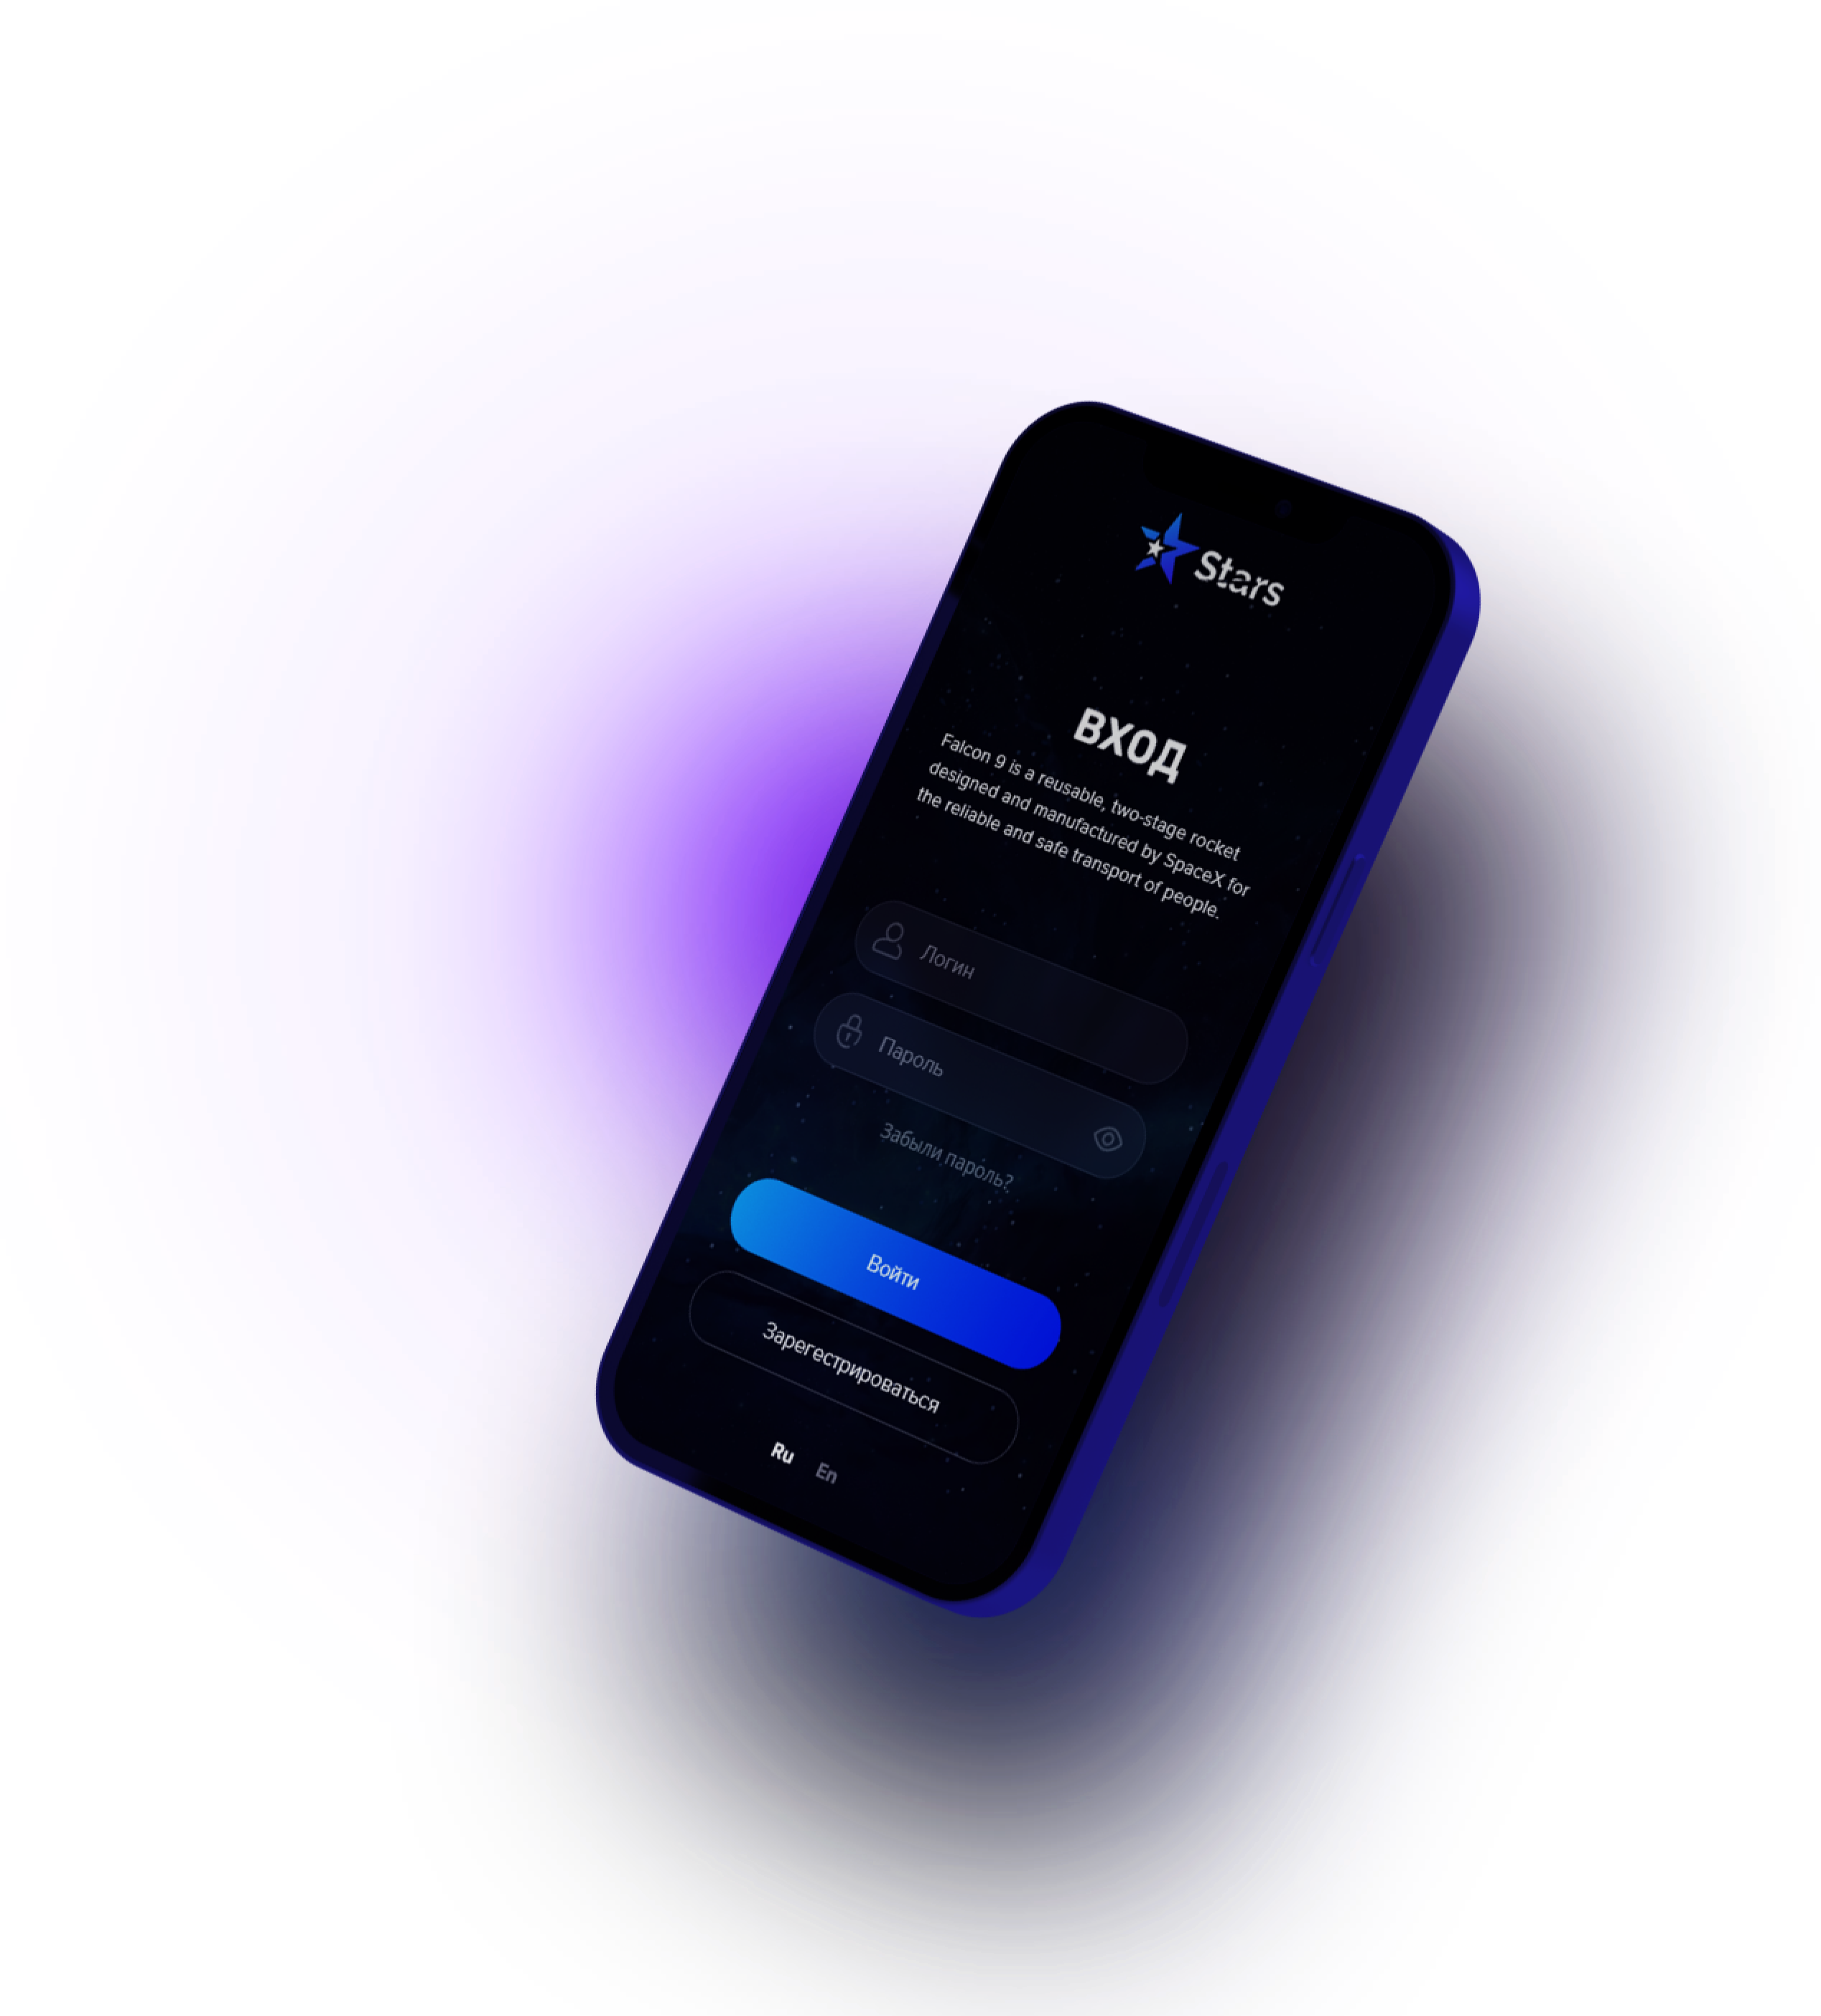 Stars
ВХОД
Falcon 9 is a reusable, two-stage rocket
designed and manufactured by SpaceX for
the reliable and safe transport of people.
Логин
Пароль
Забыли пароль?
Войти
Зарегестрироваться
Ru En